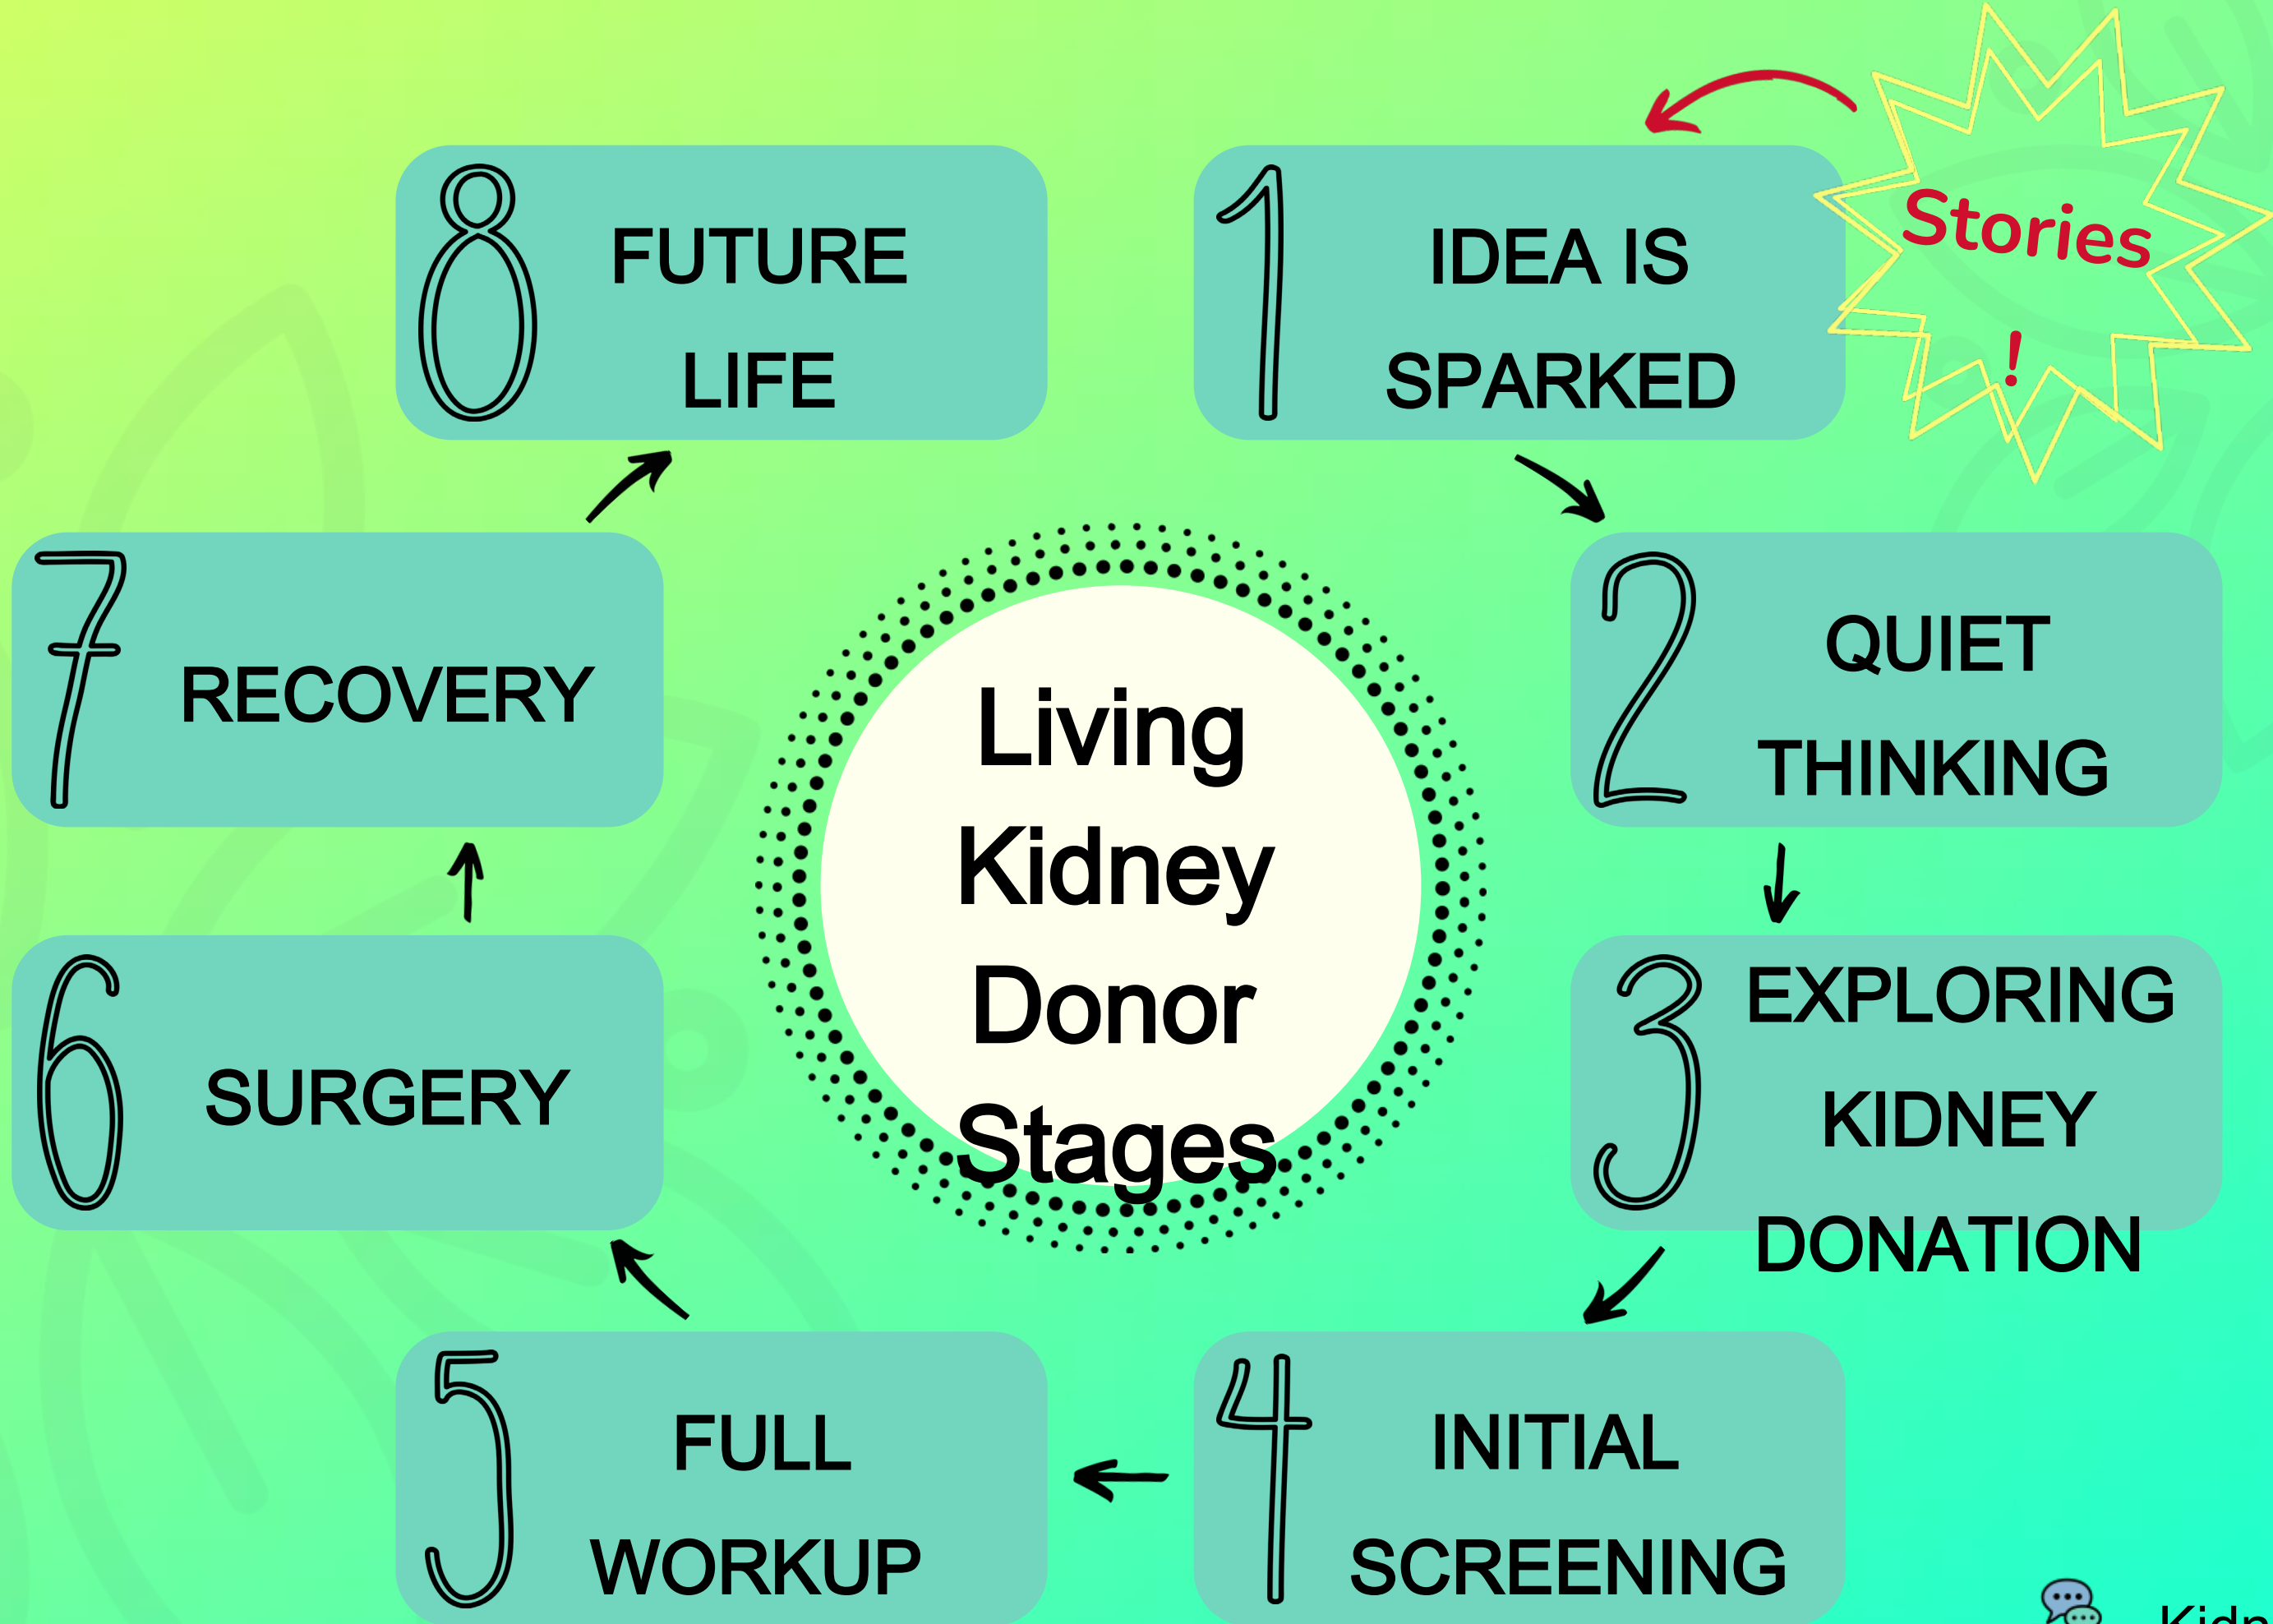 Stories
!
1
IDEA IS
SPARKED
2
QUIET
THINKING
3
EXPLORING
KIDNEY
DONATION
4
INITIAL
SCREENING
5
FULL
WORKUP
6
SURGERY
7
RECOVERY
8
FUTURE
LIFE
Living
Kidney
Donor
Stages